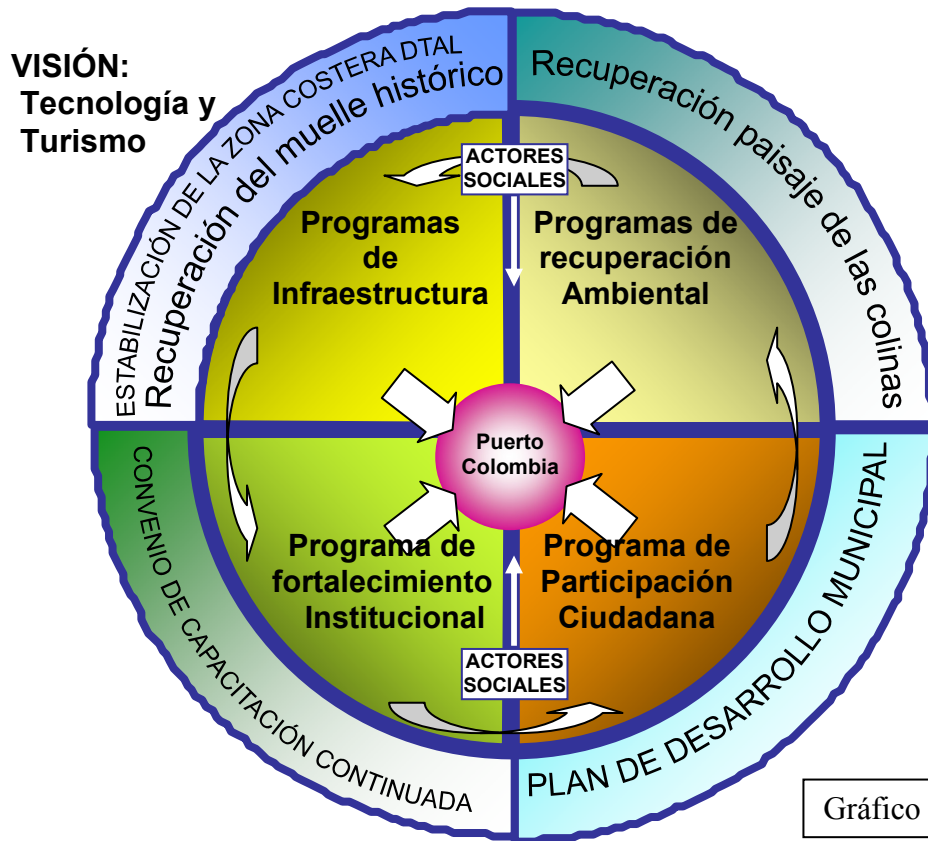 VISIÓN:
Tecnología y
Turismo
ESTABILIZACIÓN DE LA ZONA COSTERA DTAL
Recuperación del muelle histórico
Recuperación paisaje de las colinas
ACTORES
SOCIALES
Programas
de
Infraestructura
Programas de
recuperación
Ambiental
Puerto
Colombia
Programa de
fortalecimiento
Institucional
Programa de
Participación
Ciudadana
ACTORES
SOCIALES
CONVENIO DE CAPACITACIÓN CONTINUADA
PLAN DE DESARROLLO MUNICIPAL
Gráfico